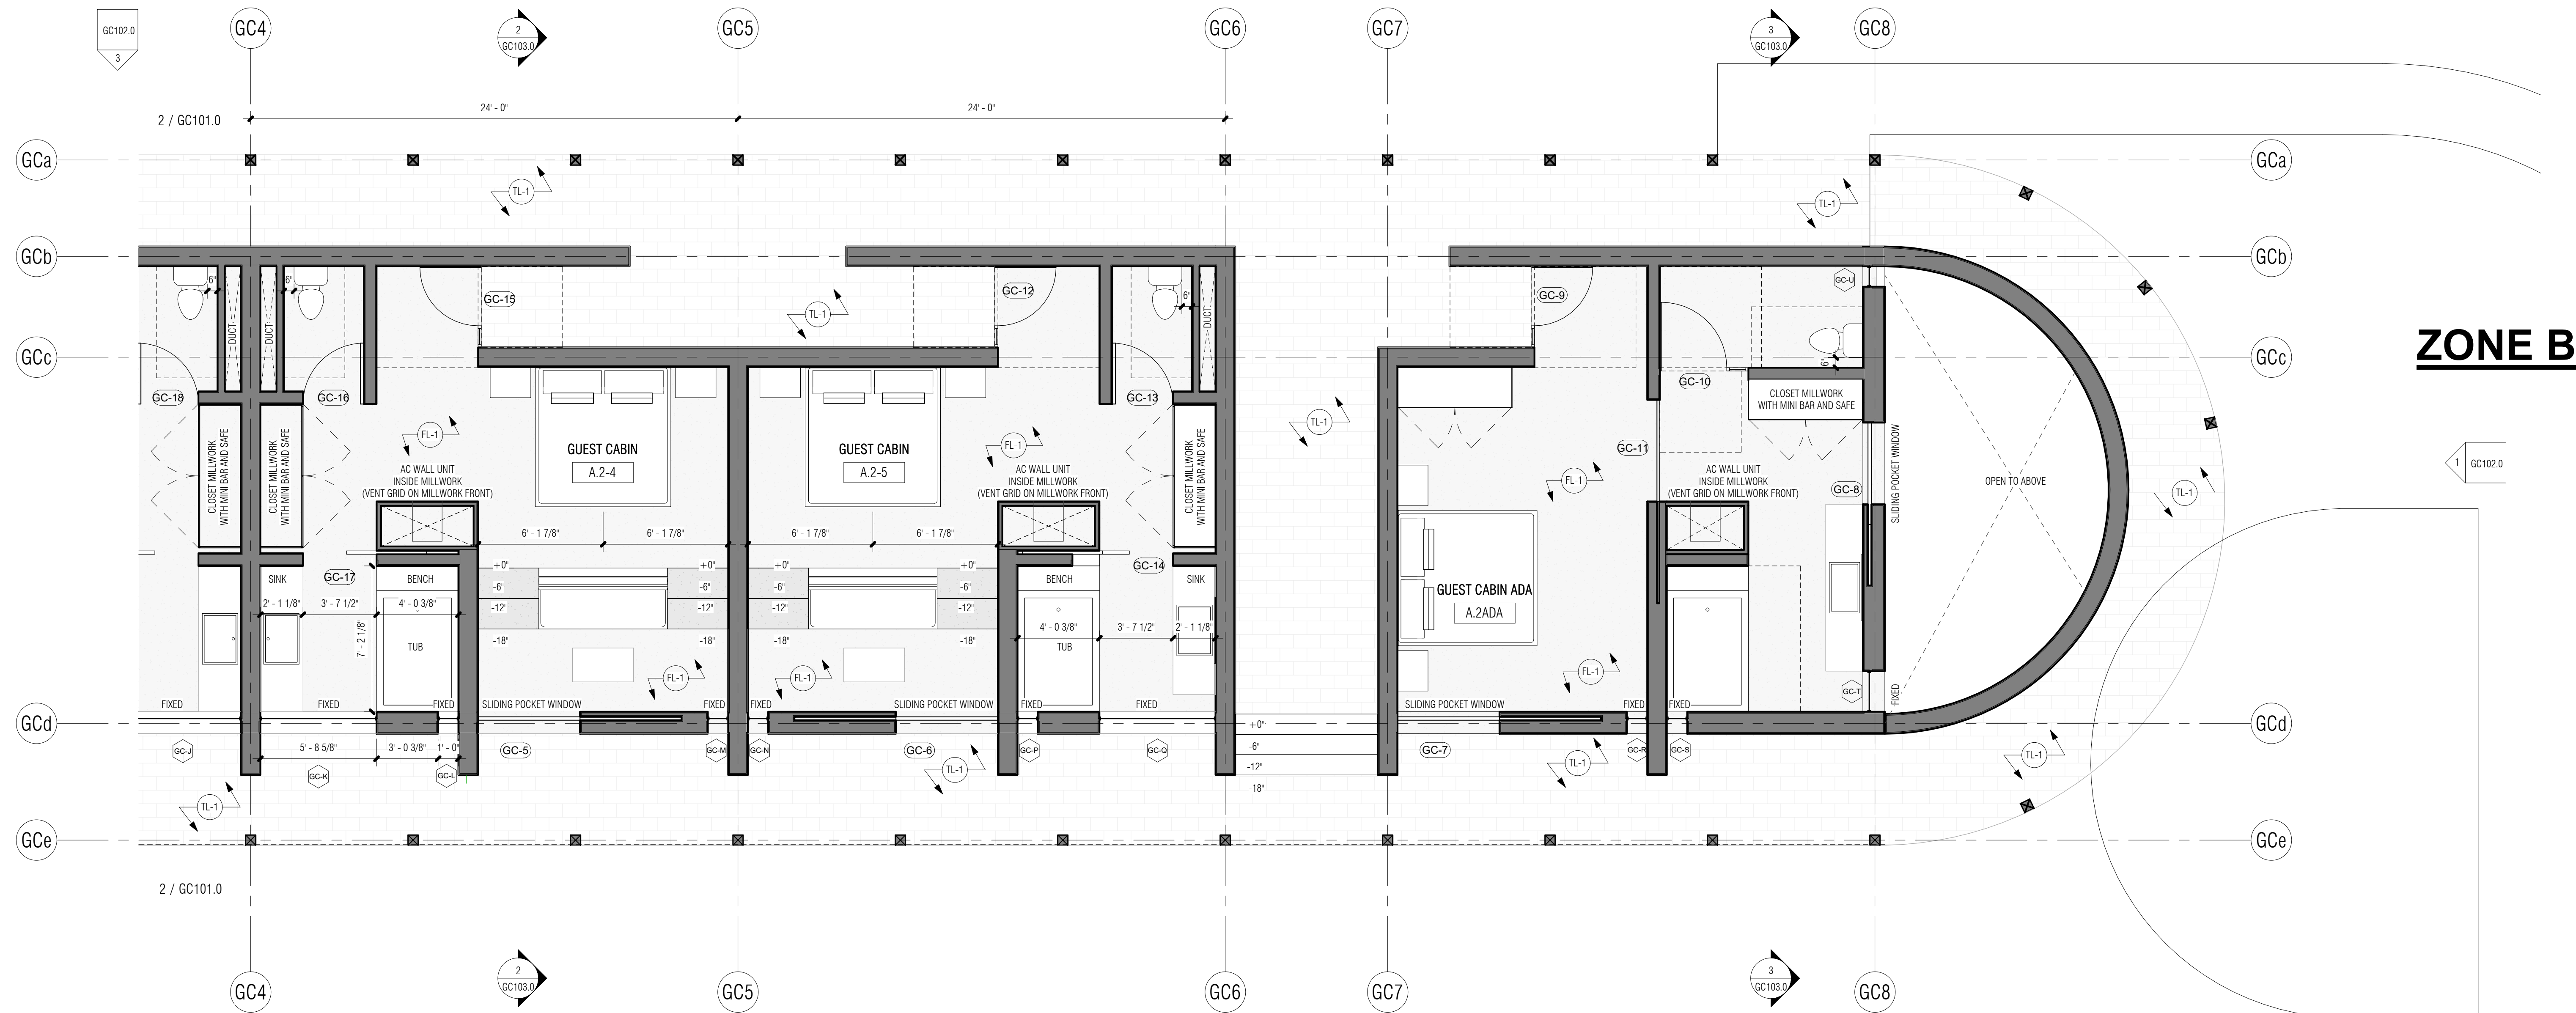 GC102.0
3
GC4
2
GC103.0
GC5
GC6
GC7
3
GC103.0
GC8
24' - 0"
24' - 0"
2 / GC101.0
GCa
GCa
TL-1
TL-1
GCb
GCb
6"
6"
DUCT
DUCT
GC-15
TL-1
GC-12
6"
DUCT
GC-9
GC-U
ZONE B
GCc
GCc
6"
GC-18
GC-16
GC-13
GC-10
CLOSET MILLWORK
WITH MINI BAR AND SAFE
TL-1
TL-1
CLOSET MILLWORK
WITH MINI BAR AND SAFE
CLOSET MILLWORK
WITH MINI BAR AND SAFE
FL-1
GUEST CABIN
A.2-4
GUEST CABIN
A.2-5
FL-1
CLOSET MILLWORK
WITH MINI BAR AND SAFE
GC-11
1
GC102.0
AC WALL UNIT
INSIDE MILLWORK
(VENT GRID ON MILLWORK FRONT)
AC WALL UNIT
INSIDE MILLWORK
(VENT GRID ON MILLWORK FRONT)
FL-1
AC WALL UNIT
INSIDE MILLWORK
(VENT GRID ON MILLWORK FRONT)
GC-8
SLIDING POCKET WINDOW
OPEN TO ABOVE
TL-1
6' - 1 7/8"
6' - 1 7/8"
6' - 1 7/8"
6' - 1 7/8"
+0"
+0"
+0"
+0"
SINK
GC-17
BENCH
-6"
-6"
-6"
-6"
BENCH
GC-14
SINK
GUEST CABIN ADA
A.2ADA
2' - 1 1/8"
3' - 7 1/2"
4' - 0 3/8"
-12"
-12"
-12"
-12"
4' - 0 3/8"
3' - 7 1/2"
2' - 1 1/8"
7' - 2 1/8"
TUB
-18"
-18"
-18"
-18"
TUB
FL-1
FL-1
FL-1
GC-T
FIXED
FIXED
FIXED
FIXED
SLIDING POCKET WINDOW
FIXED
FIXED
SLIDING POCKET WINDOW
FIXED
FIXED
SLIDING POCKET WINDOW
FIXED
FIXED
GCd
GCd
+0"
GC-J
5' - 8 5/8"
3' - 0 3/8"
1' - 0"
GC-5
GC-M
GC-N
GC-6
GC-P
GC-Q
-6"
GC-7
GC-R
GC-S
TL-1
GC-K
GC-L
TL-1
-12"
TL-1
-18"
TL-1
GCe
GCe
2 / GC101.0
GC4
2
GC103.0
GC5
GC6
GC7
3
GC103.0
GC8